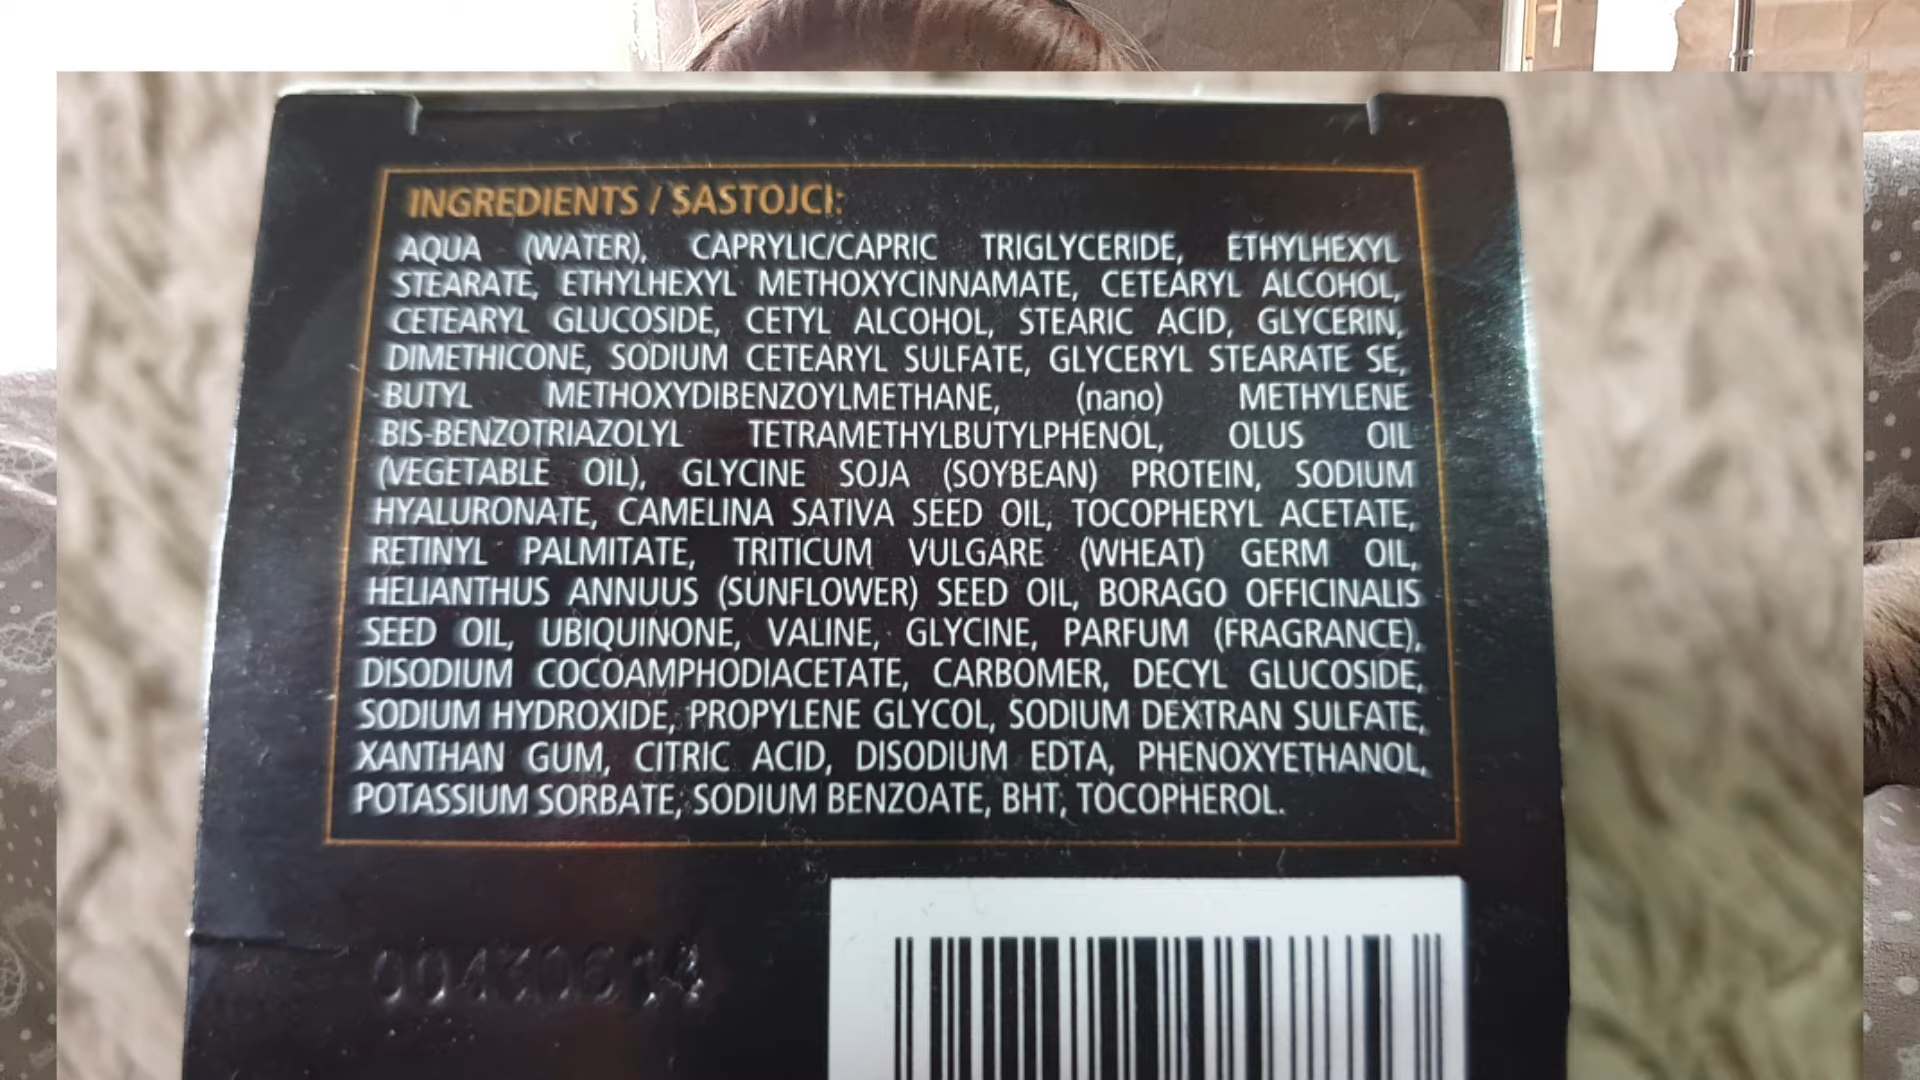 INGREDIENTS / SASTOJCI:
AQUA (WATER), CAPRYLIC/CAPRIC TRIGLYCERIDE, ETHYLHEXYL
STEARATE, ETHYLHEXYL METHOXYCINNAMATE, CETEARYL ALCOHOL,
CETEARYL GLUCOSIDE, CETYL ALCOHOL, STEARIC ACID, GLYCERIN,
DIMETHICONE, SODIUM CETEARYL SULFATE, GLYCERYL STEARATE SE,
BUTYL METHOXYDIBENZOYLMETHANE, (nano) METHYLENE
BIS-BENZOTRIAZOLYL TETRAMETHYLBUTYLPHENOL, OLUS OIL
(VEGETABLE OIL), GLYCINE SOJA (SOYBEAN) PROTEIN, SODIUM
HYALURONATE, CAMELINA SATIVA SEED OIL, TOCOPHERYL ACETATE,
RETINYL PALMITATE, TRITICUM VULGARE (WHEAT) GERM OIL,
HELIANTHUS ANNUUS (SUNFLOWER) SEED OIL, BORAGO OFFICINALIS
SEED OIL, UBIQUINONE, VALINE, GLYCINE, PARFUM (FRAGRANCE),
DISODIUM COCOAMPHODIACETATE, CARBOMER, DECYL GLUCOSIDE,
SODIUM HYDROXIDE, PROPYLENE GLYCOL, SODIUM DEXTRAN SULFATE,
XANTHAN GUM, CITRIC ACID, DISODIUM EDTA, PHENOXYETHANOL,
POTASSIUM SORBATE, SODIUM BENZOATE, BHT, TOCOPHEROL.